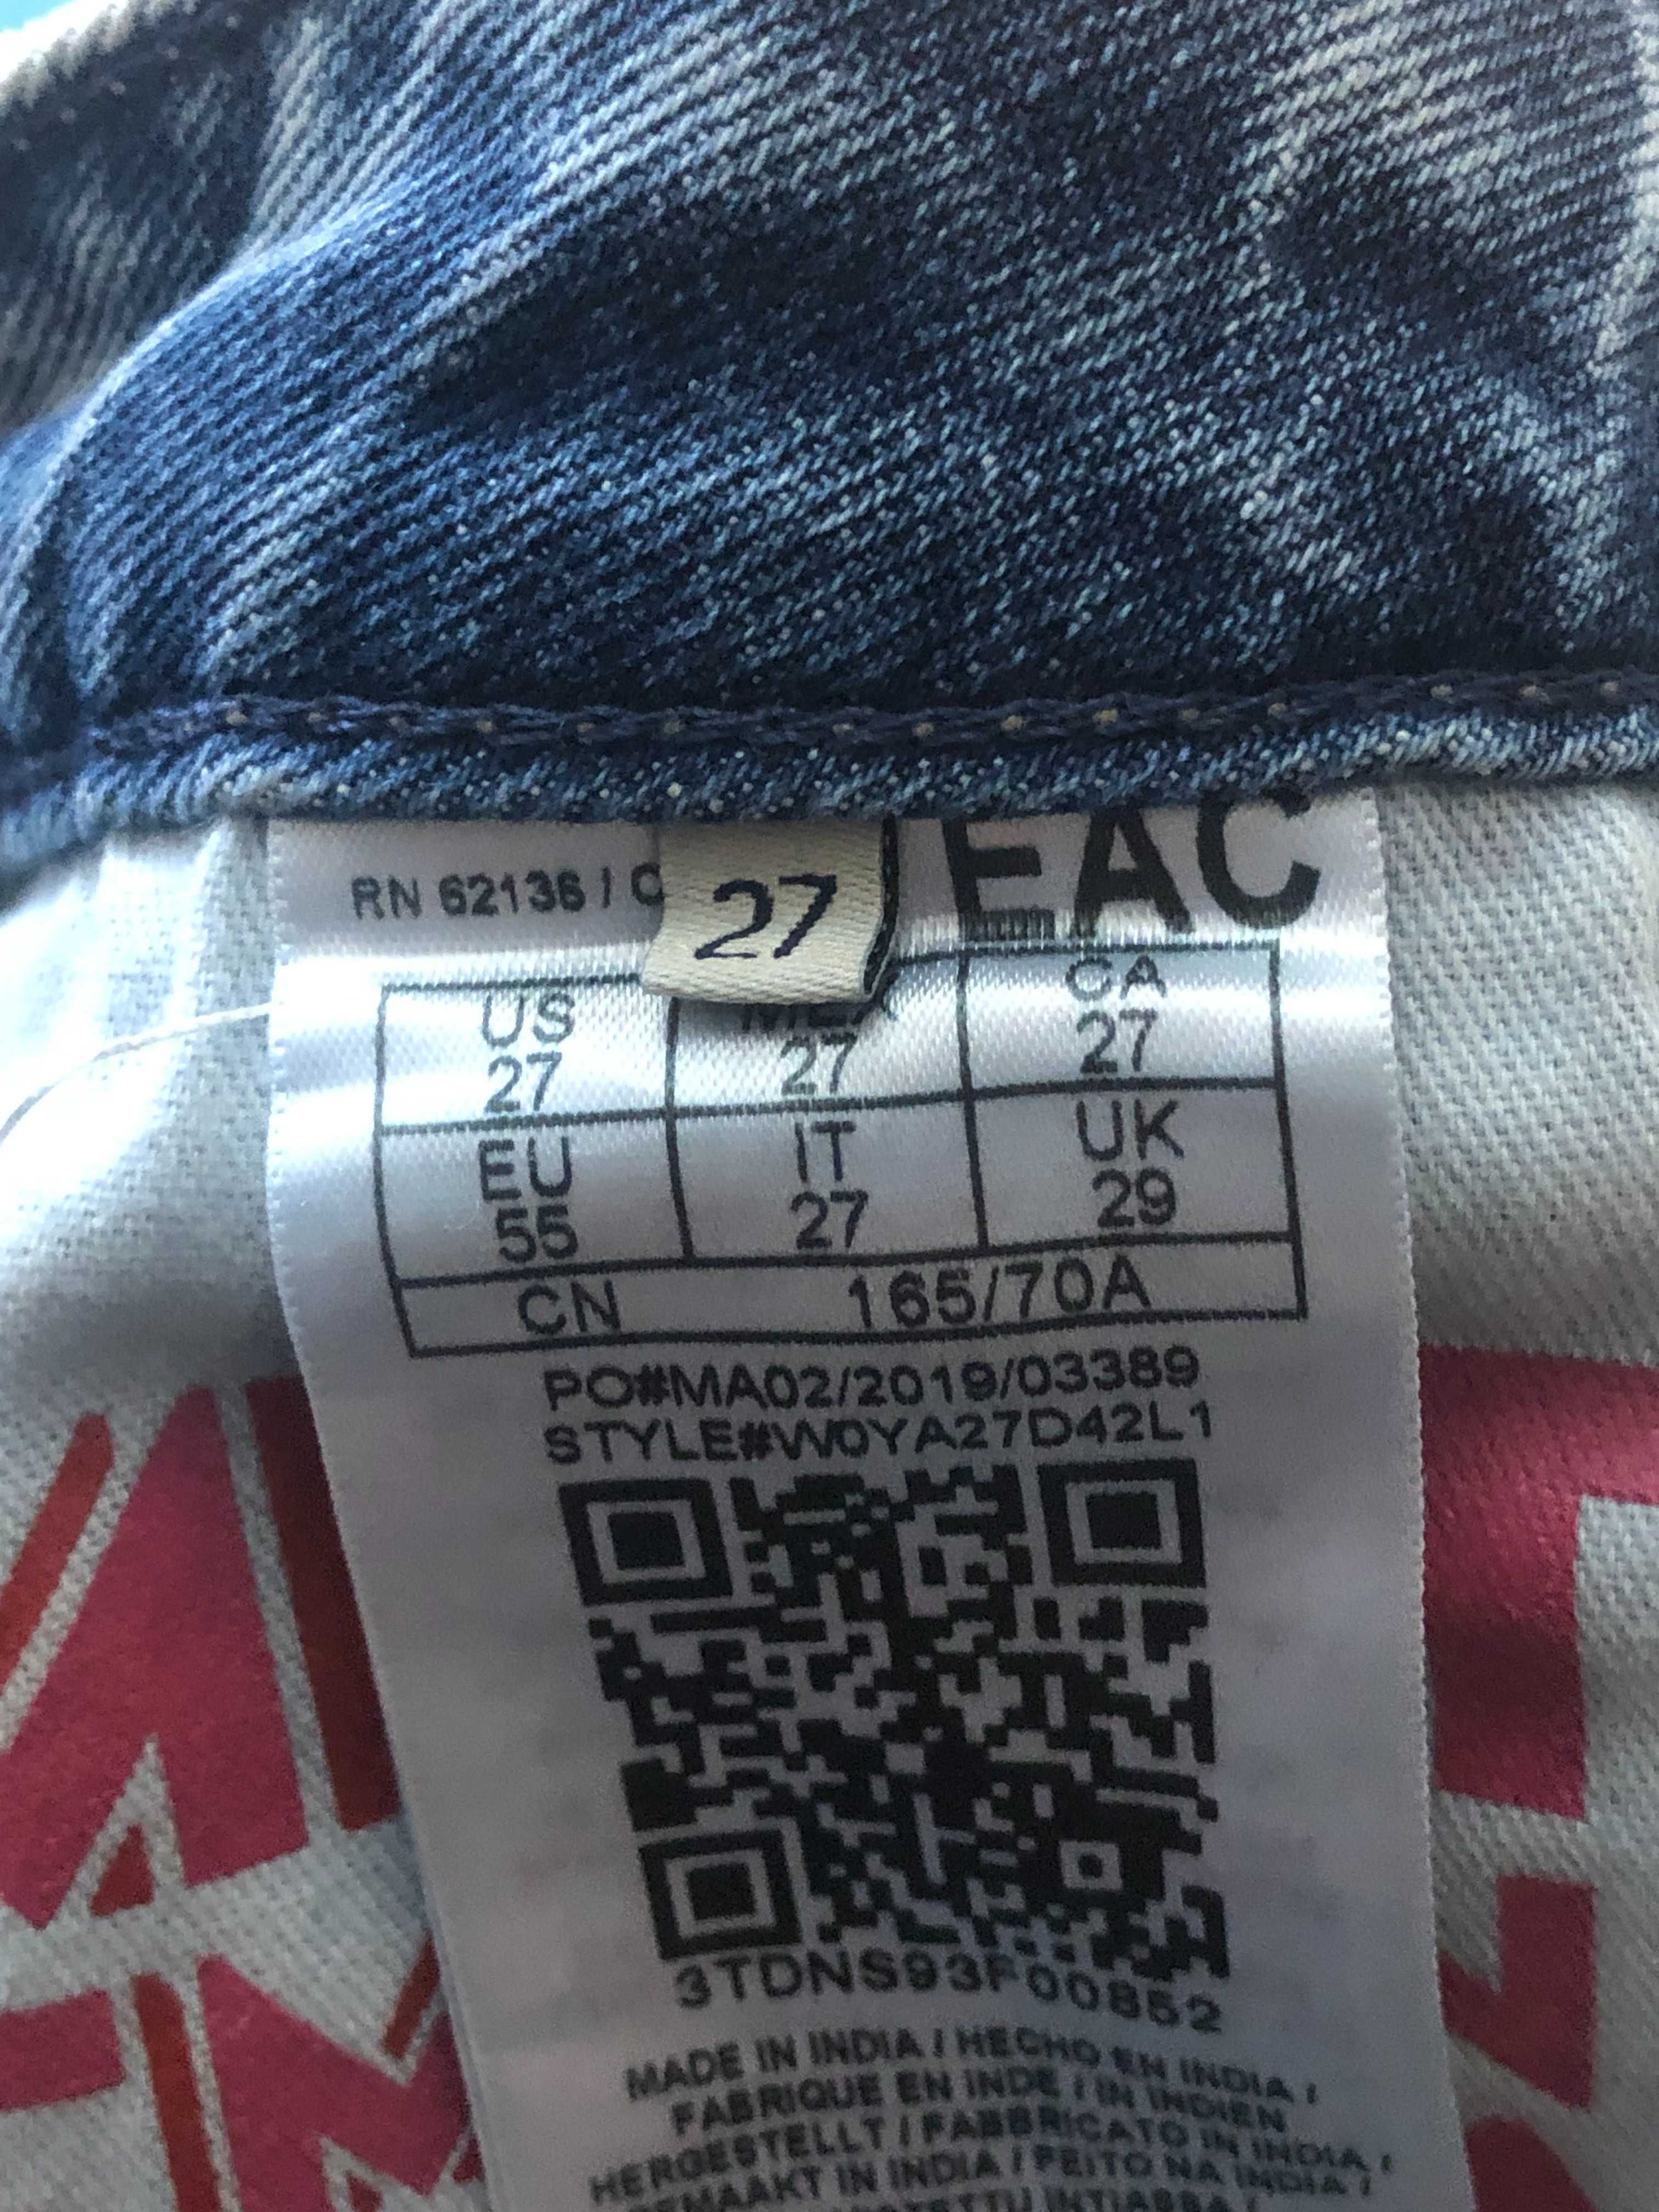 RN 62136 / C
27
EAC
US MEX CA
27 27 27
EU IT UK
55 27 29
CN 165/70A
PO#MA02/2019/03389
STYLE#W0YA27D42L1
3TDNS93F00852
MADE IN INDIA / HECHO EN INDIA /
FABRIQUE EN INDE / IN INDIEN
HERGESTELLT / FABBRICATO IN INDIA /
GEMAAKT IN INDIA / FEITO NA INDIA /
INTIASSA /